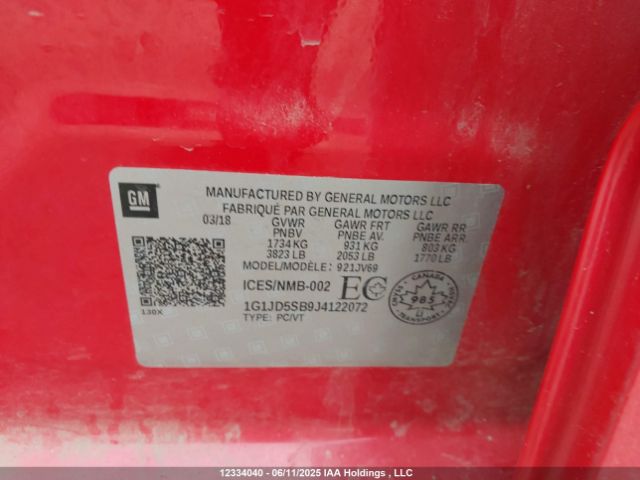 GM
MANUFACTURED BY GENERAL MOTORS LLC
FABRIQUÉ PAR GENERAL MOTORS LLC
03/18 GVWR GAWR FRT GAWR RR
PNBV PNBE AV. PNBE ARR.
1734 KG 931 KG 803 KG
3823 LB 2053 LB 1770 LB
MODEL/MODÈLE: 921JV69
ICES/NMB-002 EC
CANADA
985
TRANSPORT
1G1JD5SB9J4122072
130X
TYPE: PC/VT
12334040 - 06/11/2025 IAA Holdings , LLC